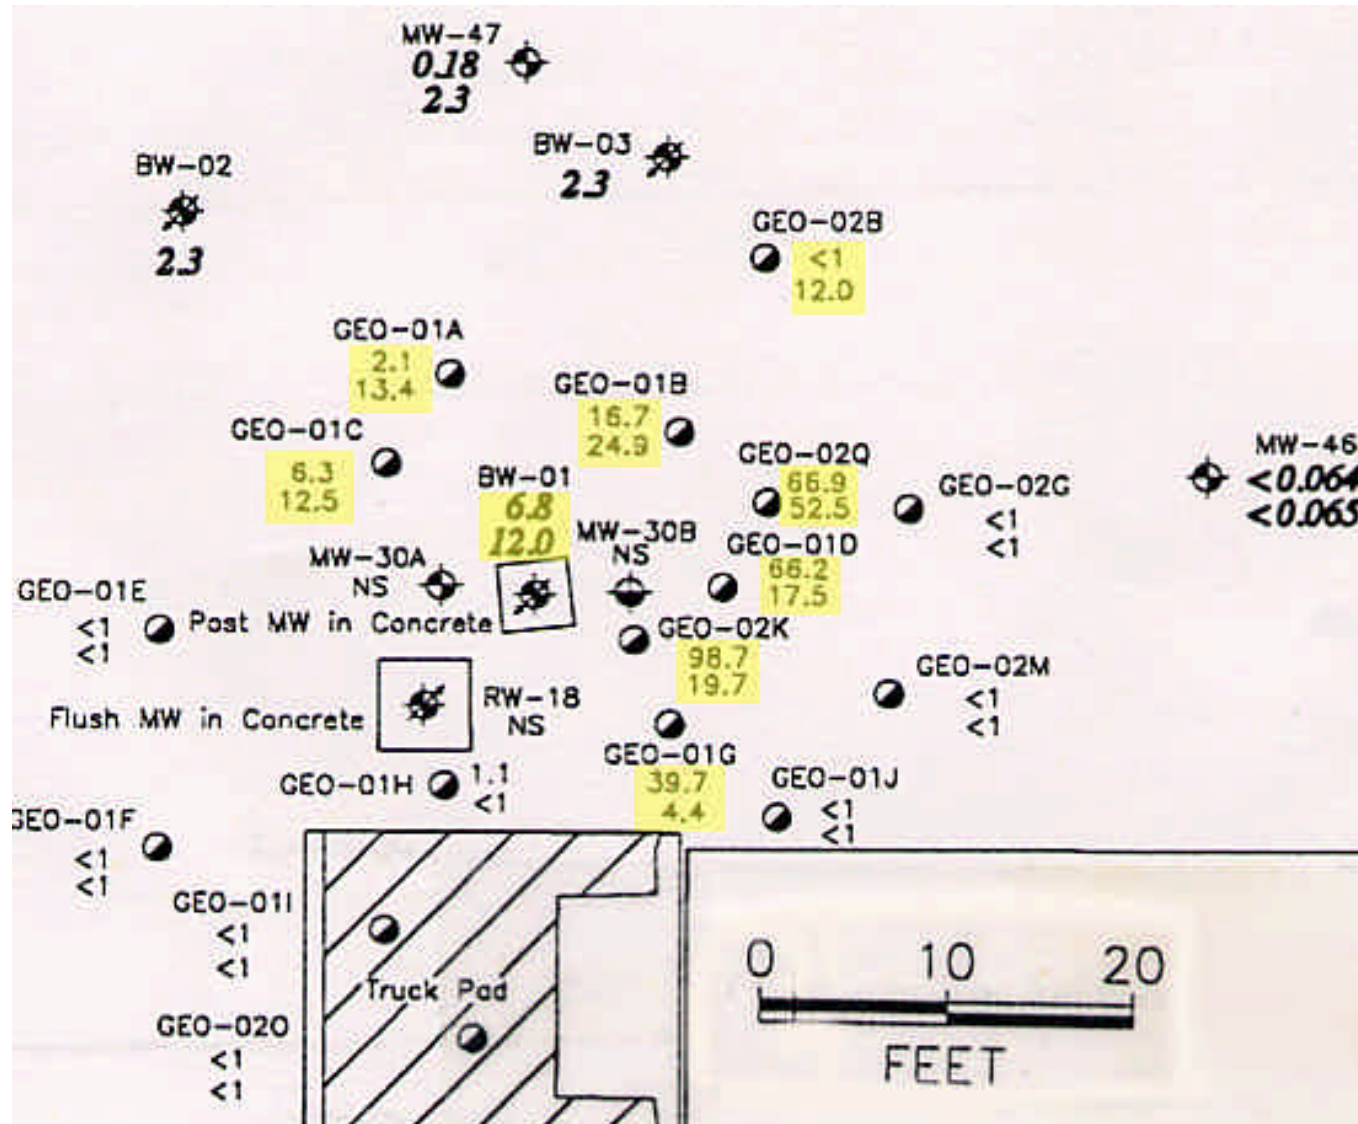 MW-47
0.18
2.3
BW-03
2.3
BW-02
2.3
GEO-02B
<1
12.0
GEO-01A
2.1
13.4
GEO-01B
16.7
24.9
GEO-01C
6.3
12.5
BW-01
6.8
12.0
GEO-02Q
66.9
52.5
GEO-02G
<1
<1
MW-46
<0.064
<0.065
MW-30A
NS
MW-30B
NS
GEO-01D
66.2
17.5
GEO-01E
<1
<1
Post MW in Concrete
GEO-02K
98.7
19.7
GEO-02M
<1
<1
Flush MW in Concrete
RW-18
NS
GEO-01G
39.7
4.4
GEO-01H
1.1
<1
GEO-01J
<1
<1
GEO-01F
<1
<1
GEO-01I
<1
<1
Truck Pad
GEO-02O
<1
<1
0 10 20
FEET